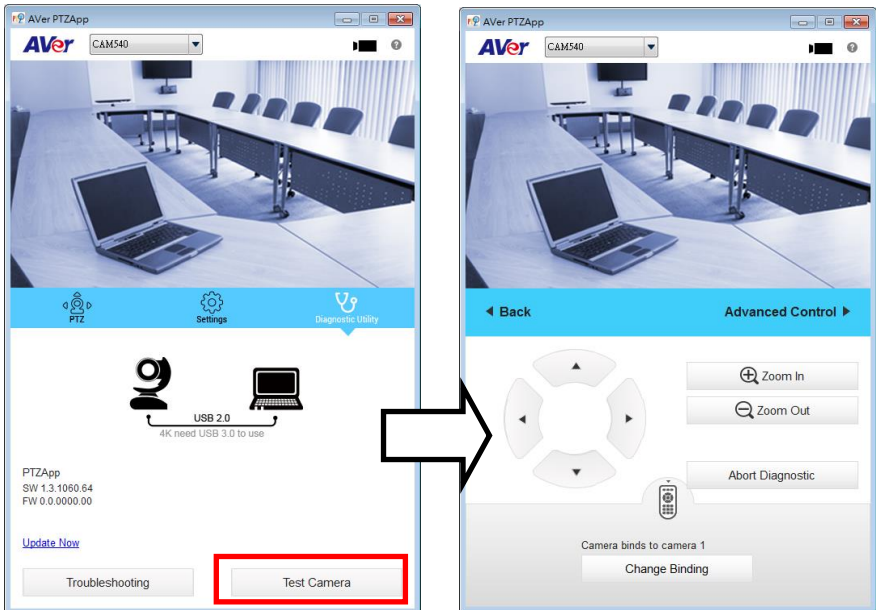 AVer PTZApp
AVer
CAM540
?
PTZ
Settings
Diagnostic Utility
USB 2.0
4K need USB 3.0 to use
PTZApp
SW 1.3.1060.64
FW 0.0.0000.00
Update Now
Troubleshooting
Test Camera
AVer PTZApp
AVer
CAM540
?
Back
Advanced Control
Zoom In
Zoom Out
Abort Diagnostic
Camera binds to camera 1
Change Binding